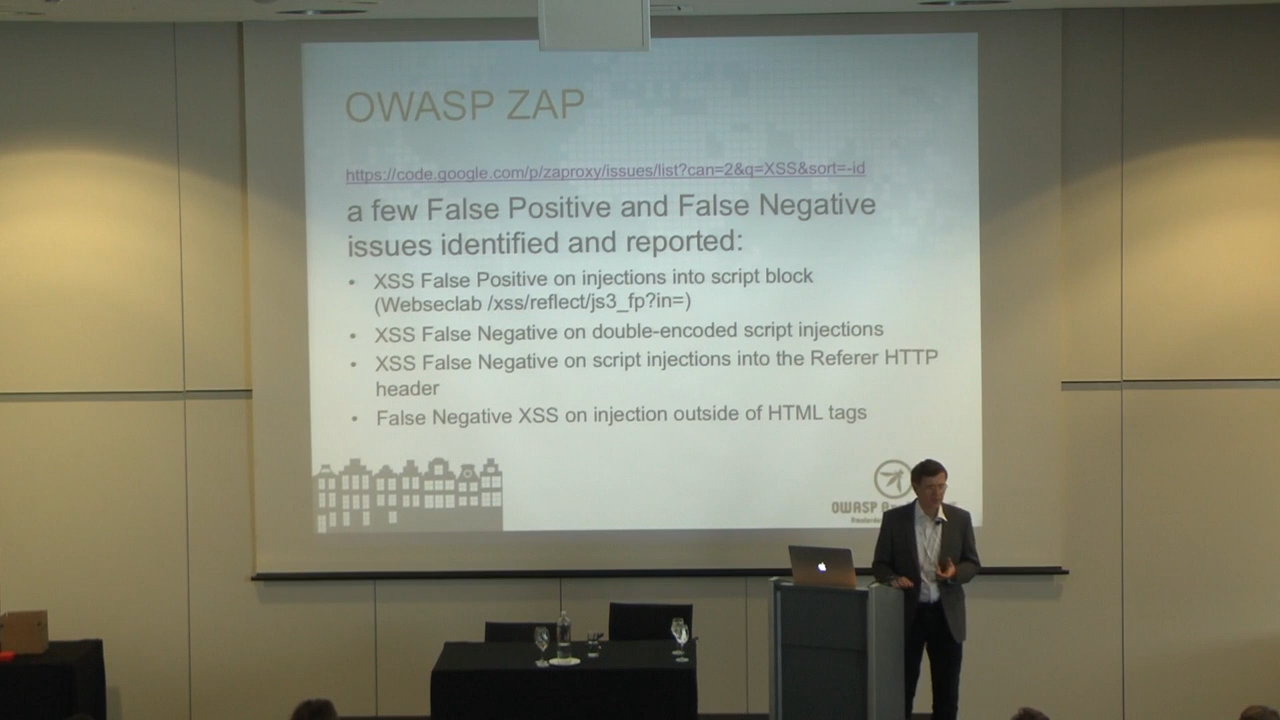 OWASP ZAP
https://code.google.com/p/zaproxy/issues/list?can=2&q=XSS&sort=-id
a few False Positive and False Negative
issues identified and reported:
• XSS False Positive on injections into script block
(Webseclab /xss/reflect/js3_fp?in=)
• XSS False Negative on double-encoded script injections
• XSS False Negative on script injections into the Referer HTTP
header
• False Negative XSS on injection outside of HTML tags
OWASP